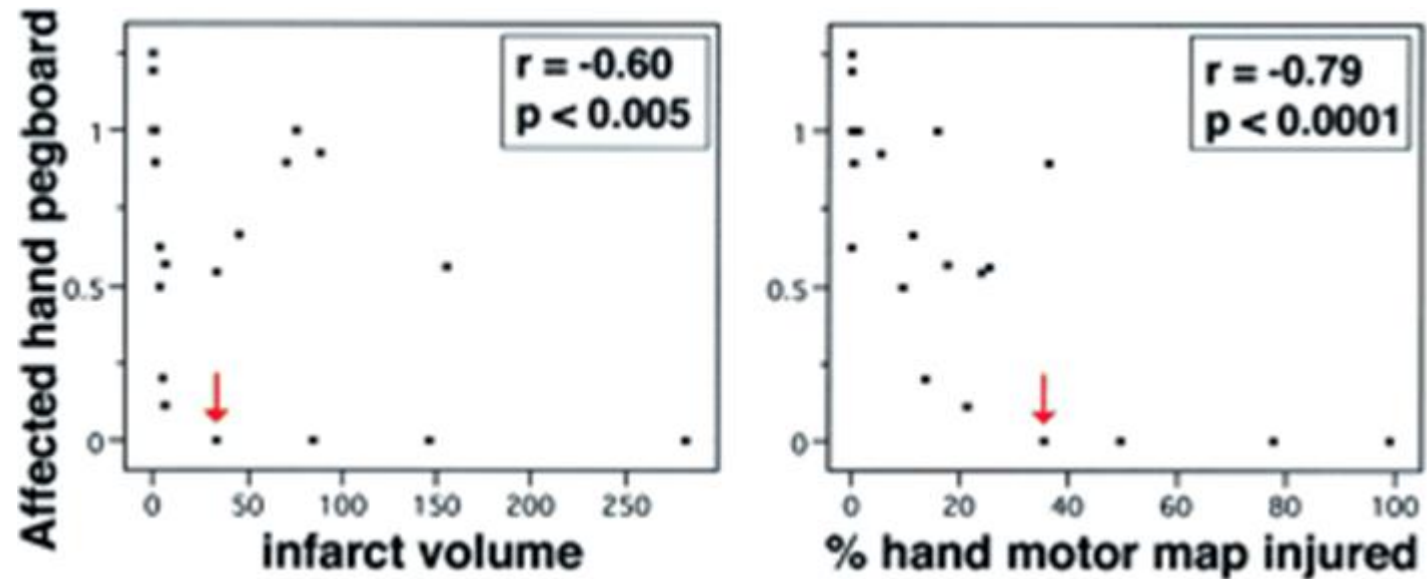 Affected hand pegboard
1
0.5
0
r = -0.60
p < 0.005
0 50 100 150 200 250
infarct volume
1
0.5
0
r = -0.79
p < 0.0001
0 20 40 60 80 100
% hand motor map injured